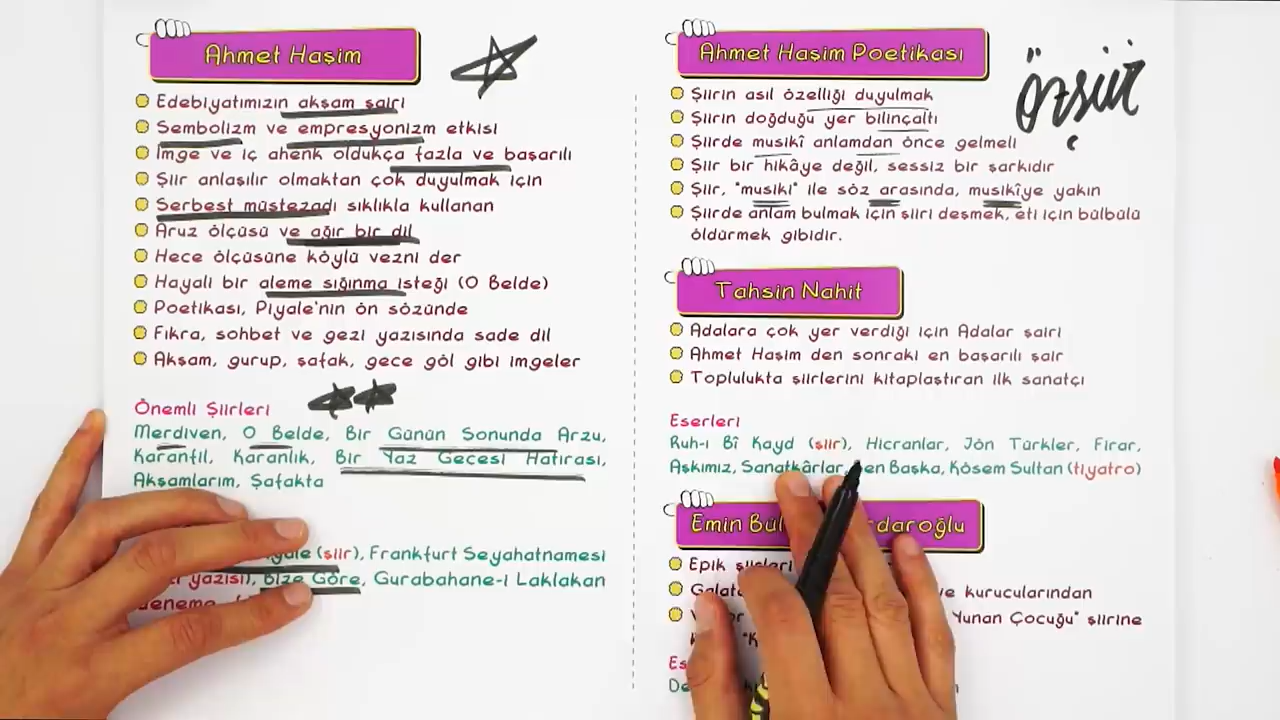 Ahmet Haşim
Edebiyatımızın akşam şairi
Sembolizm ve empresyonizm etkisi
İmge ve iç ahenk oldukça fazla ve başarılı
Şiir anlaşılır olmaktan çok duyulmak için
Serbest müstezadı sıklıkla kullanan
Aruz ölçüsü ve ağır bir dil
Hece ölçüsüne köylü vezni der
Hayali bir aleme sığınma isteği (O Belde)
Poetikası, Piyale'nin ön sözünde
Fıkra, sohbet ve gezi yazısında sade dil
Akşam, gurup, şafak, gece göl gibi imgeler
Önemli Şiirleri
Merdiven, O Belde, Bir Günün Sonunda Arzu,
Karanfil, Karanlık, Bir Yaz Gecesi Hatırası,
Akşamlarım, Şafakta
(şiir), Frankfurt Seyahatnamesi
yazısı), Bize Göre, Gurabahane-i Laklakan
Ahmet Haşim Poetikası
özşiir
Şiirin asıl özelliği duyulmak
Şiirin doğduğu yer bilinçaltı
Şiirde musikî anlamdan önce gelmeli
Şiir bir hikâye değil, sessiz bir şarkıdır
Şiir, "musiki" ile söz arasında, musikîye yakın
Şiirde anlam bulmak için şiiri deşmek, eti için bülbülü
öldürmek gibidir.
Tahsin Nahit
Adalara çok yer verdiği için Adalar şairi
Ahmet Haşim den sonraki en başarılı şair
Toplulukta şiirlerini kitaplaştıran ilk sanatçı
Eserleri
Ruh-ı Bî Kayd (şiir), Hicranlar, Jön Türkler, Firar,
Aşkımız, Sanatkârlar, Başka, Kösem Sultan (tiyatro)
Emin
Epik şiirleri
ve kurucularından
Yunan Çocuğu" şiirine